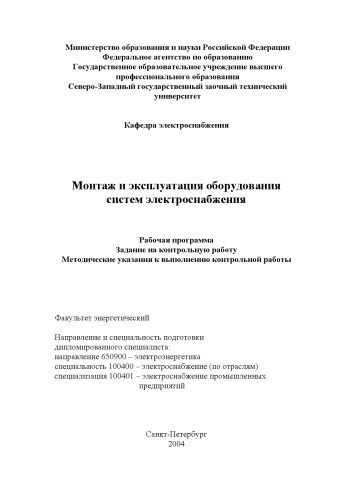 Министерство образования и науки Российской Федерации
Федеральное агентство по образованию
Государственное образовательное учреждение высшего
профессионального образования
Северо-Западный государственный заочный технический
университет
Кафедра электроснабжения
Монтаж и эксплуатация оборудования
систем электроснабжения
Рабочая программа
Задание на контрольную работу
Методические указания к выполнению контрольной работы
Факультет энергетический
Направление и специальность подготовки
дипломированного специалиста:
направление 650900 – электроэнергетика
специальность 100400 – электроснабжение (по отраслям)
специализация 100401 – электроснабжение промышленных
предприятий
Санкт-Петербург
2004